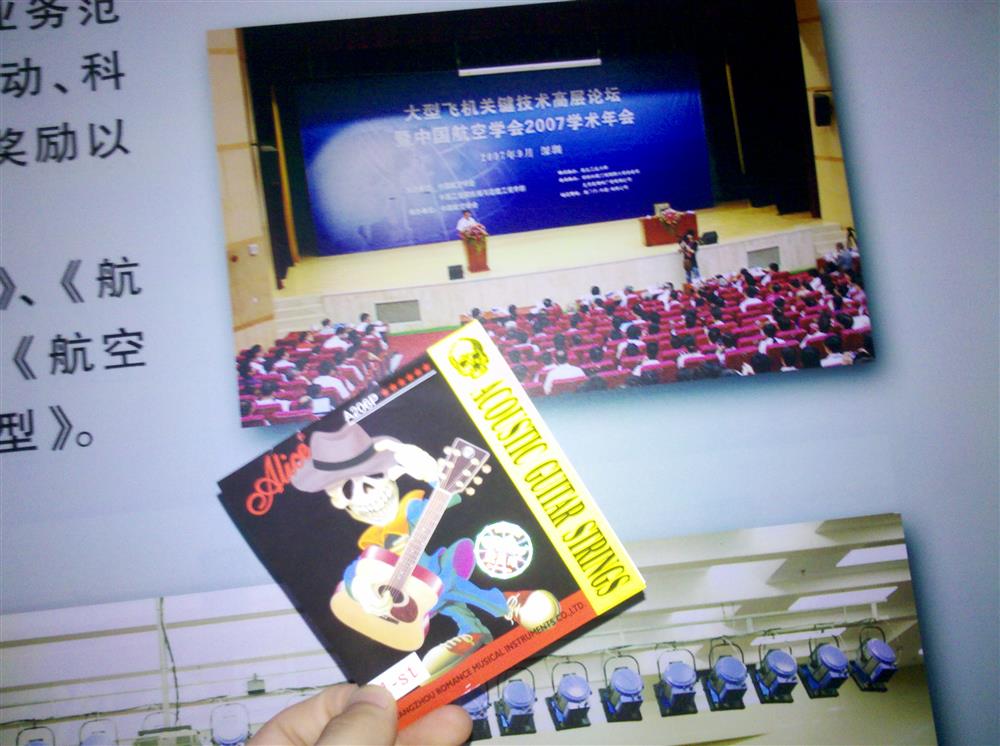 业务范
动、科
奖励以
》、《航
《航空
型》。
大型飞机关键技术高层论坛
暨中国航空学会2007学术年会
2007年9月 深圳
Alice
A206P
ACOUSTIC GUITAR STRINGS
ANGZHOU ROMANCE MUSICAL INSTRUMENTS CO.,LTD.
-st